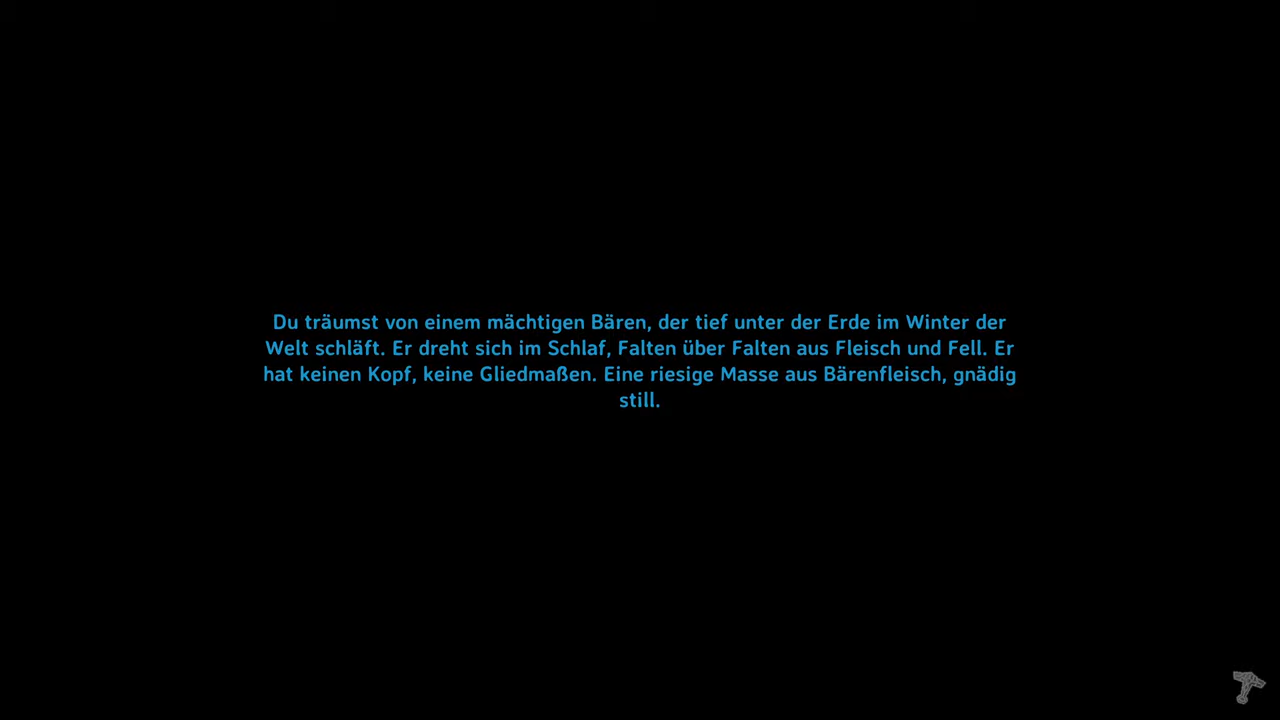 Du träumst von einem mächtigen Bären, der tief unter der Erde im Winter der
Welt schläft. Er dreht sich im Schlaf, Falten über Falten aus Fleisch und Fell. Er
hat keinen Kopf, keine Gliedmaßen. Eine riesige Masse aus Bärenfleisch, gnädig
still.